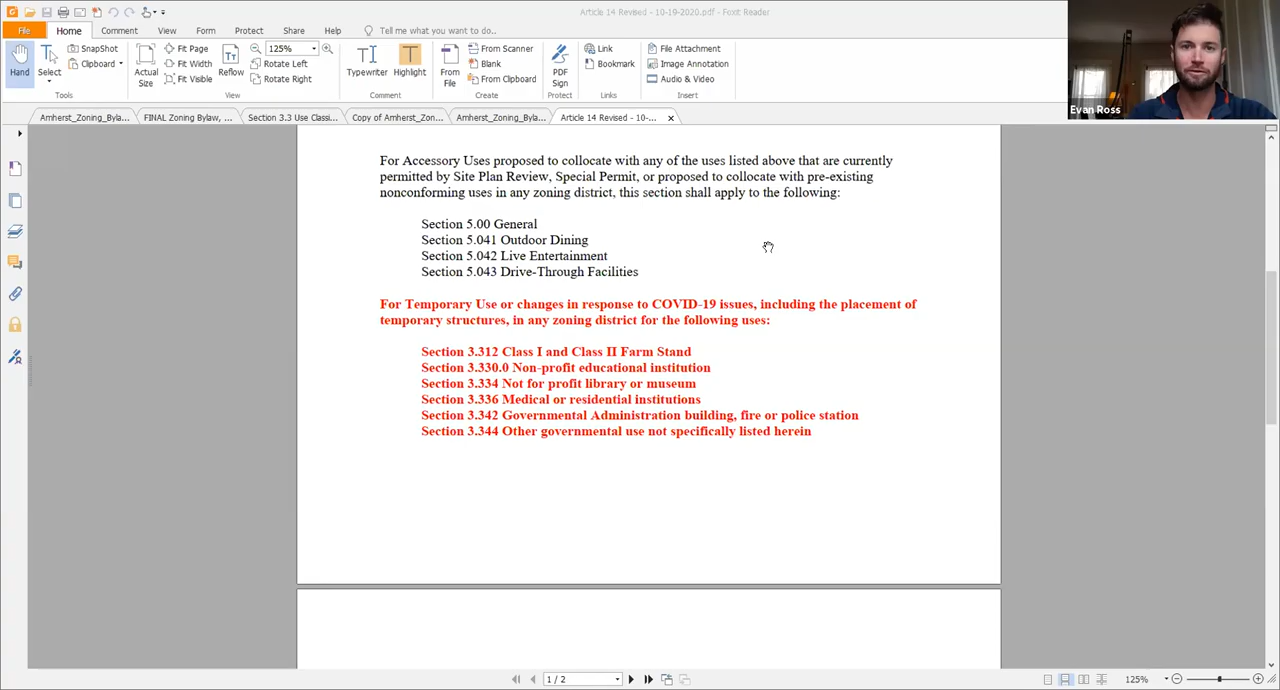 Article 14 Revised - 10-19-2020.pdf - Foxit Reader
File Home Comment View Form Protect Share Help Tell me what you want to do..
Hand
Select
SnapShot
Clipboard
Actual Size
Fit Page
Fit Width
Fit Visible
Reflow
125%
Rotate Left
Rotate Right
Typewriter
Highlight
From File
From Scanner
Blank
From Clipboard
PDF Sign
Link
Bookmark
File Attachment
Image Annotation
Audio & Video
Tools View Comment Create Protect Links Insert
Evan Ross
Amherst_Zoning_Byla... FINAL Zoning Bylaw, ... Section 3.3 Use Classi... Copy of Amherst_Zon... Amherst_Zoning_Byla... Article 14 Revised - 10-...
For Accessory Uses proposed to collocate with any of the uses listed above that are currently
permitted by Site Plan Review, Special Permit, or proposed to collocate with pre-existing
nonconforming uses in any zoning district, this section shall apply to the following:
Section 5.00 General
Section 5.041 Outdoor Dining
Section 5.042 Live Entertainment
Section 5.043 Drive-Through Facilities
For Temporary Use or changes in response to COVID-19 issues, including the placement of
temporary structures, in any zoning district for the following uses:
Section 3.312 Class I and Class II Farm Stand
Section 3.330.0 Non-profit educational institution
Section 3.334 Not for profit library or museum
Section 3.336 Medical or residential institutions
Section 3.342 Governmental Administration building, fire or police station
Section 3.344 Other governmental use not specifically listed herein
1 / 2
125%